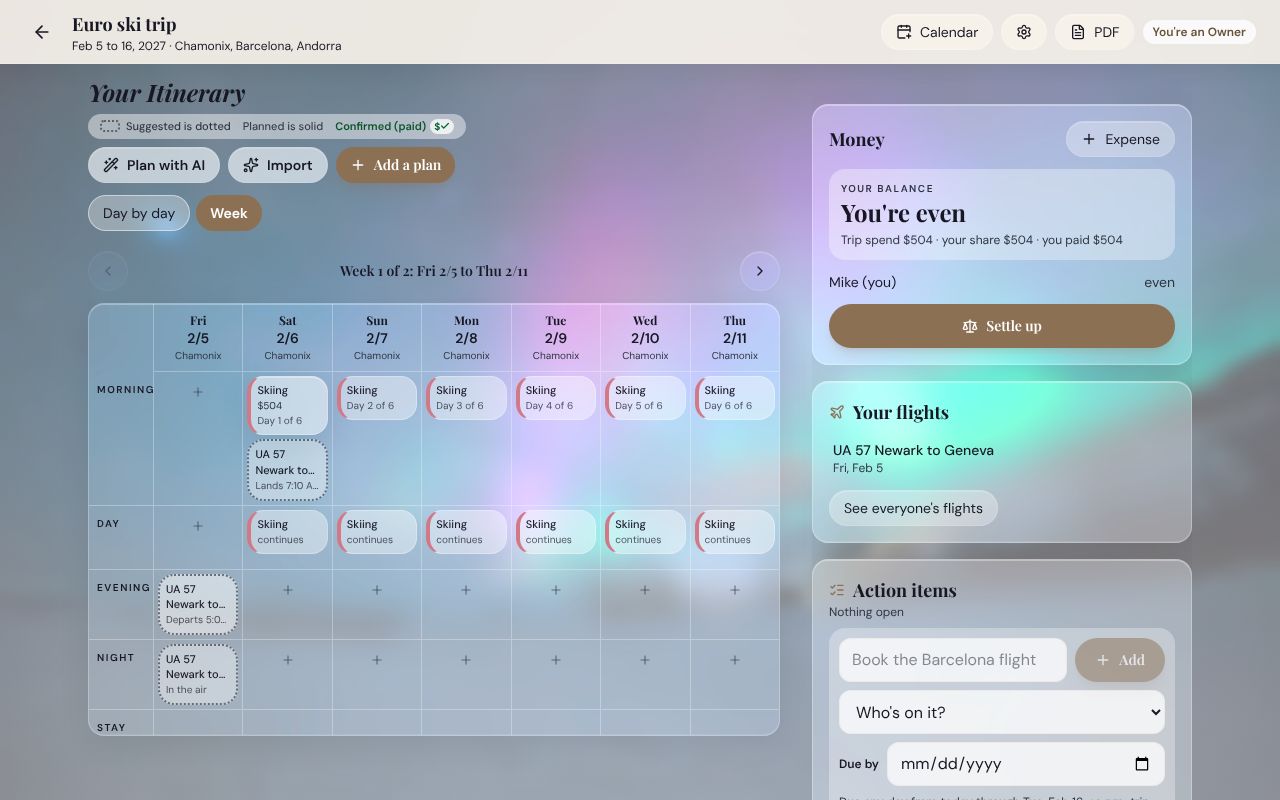 Euro ski trip
Feb 5 to 16, 2027 · Chamonix, Barcelona, Andorra
Calendar
PDF
You're an Owner
Your Itinerary
Suggested is dotted Planned is solid Confirmed (paid) $✓
Plan with AI
Import
+ Add a plan
Day by day
Week
Week 1 of 2: Fri 2/5 to Thu 2/11
Fri 2/5 Chamonix
Sat 2/6 Chamonix
Sun 2/7 Chamonix
Mon 2/8 Chamonix
Tue 2/9 Chamonix
Wed 2/10 Chamonix
Thu 2/11 Chamonix
MORNING
+
Skiing
$504
Day 1 of 6
Skiing
Day 2 of 6
Skiing
Day 3 of 6
Skiing
Day 4 of 6
Skiing
Day 5 of 6
Skiing
Day 6 of 6
UA 57
Newark to...
Lands 7:10 A...
DAY
+
Skiing
continues
Skiing
continues
Skiing
continues
Skiing
continues
Skiing
continues
Skiing
continues
EVENING
UA 57
Newark to...
Departs 5:0...
+ + + + + +
NIGHT
UA 57
Newark to...
In the air
+ + + + + +
STAY
Money
+ Expense
YOUR BALANCE
You're even
Trip spend $504 · your share $504 · you paid $504
Mike (you) even
Settle up
Your flights
UA 57 Newark to Geneva
Fri, Feb 5
See everyone's flights
Action items
Nothing open
Book the Barcelona flight
+ Add
Who's on it?
Due by
mm/dd/yyyy